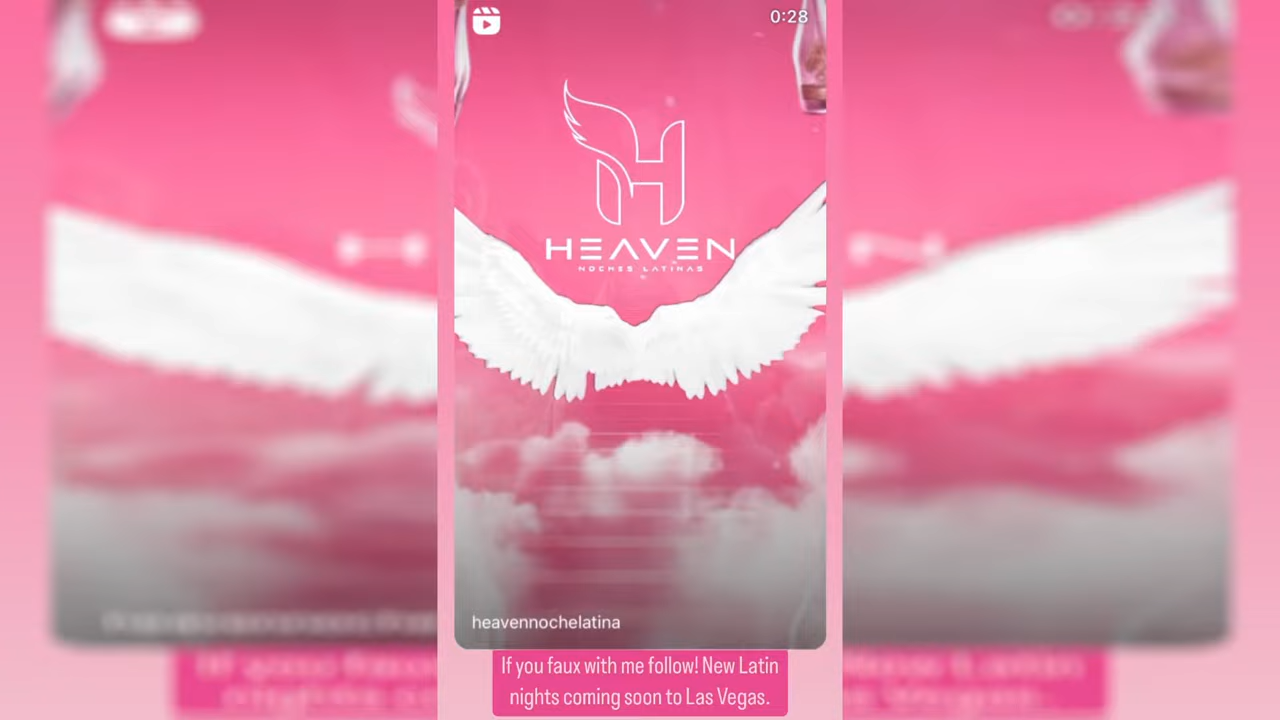 0:28
HEAVEN
NOCHES LATINAS
heavennochelatina
If you faux with me follow! New Latin
nights coming soon to Las Vegas.